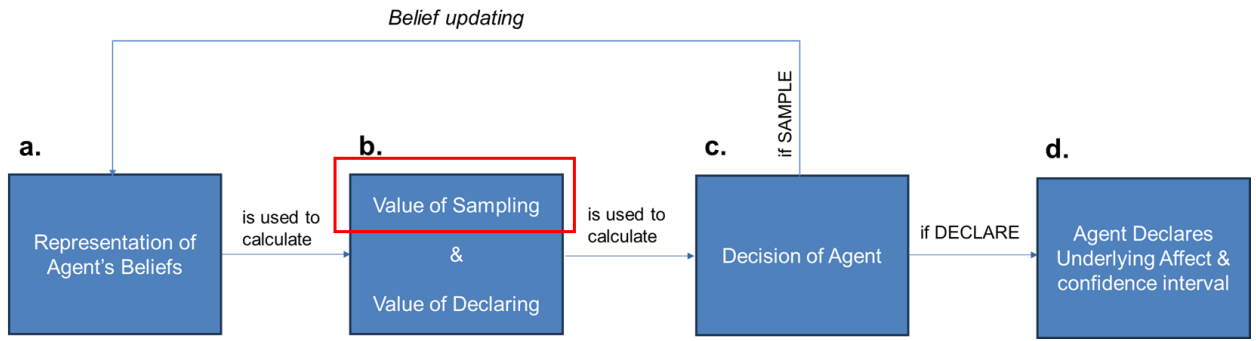 Belief updating
if SAMPLE
a.
b.
c.
d.
Representation of
Agent's Beliefs
is used to
calculate
Value of Sampling
&
Value of Declaring
is used to
calculate
Decision of Agent
if DECLARE
Agent Declares
Underlying Affect &
confidence interval